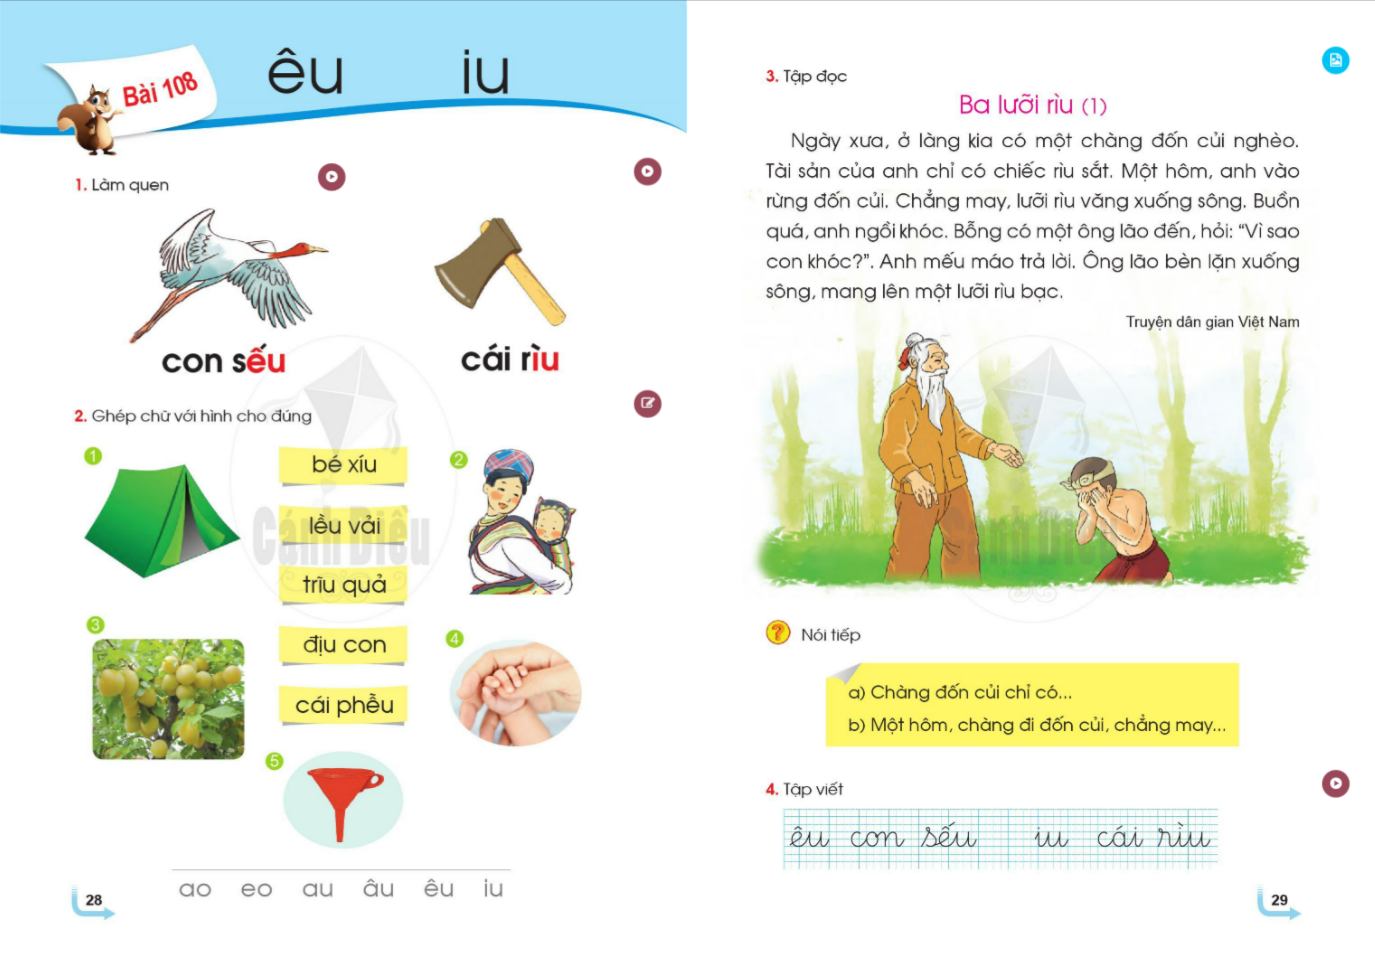 Bài 108
êu iu
1. Làm quen
con sếu cái rìu
2. Ghép chữ với hình cho đúng
1
bé xíu
2
lều vải
trĩu quả
3
địu con
4
cái phễu
5
ao eo au âu êu iu
28
Cánh Diều
3. Tập đọc
Ba lưỡi rìu (1)
Ngày xưa, ở làng kia có một chàng đốn củi nghèo.
Tài sản của anh chỉ có chiếc rìu sắt. Một hôm, anh vào
rừng đốn củi. Chẳng may, lưỡi rìu văng xuống sông. Buồn
quá, anh ngồi khóc. Bỗng có một ông lão đến, hỏi: “Vì sao
con khóc?”. Anh mếu máo trả lời. Ông lão bèn lặn xuống
sông, mang lên một lưỡi rìu bạc.
Truyện dân gian Việt Nam
Cánh Diều
? Nói tiếp
a) Chàng đốn củi chỉ có...
b) Một hôm, chàng đi đốn củi, chẳng may...
4. Tập viết
êu con sếu iu cái rìu
29